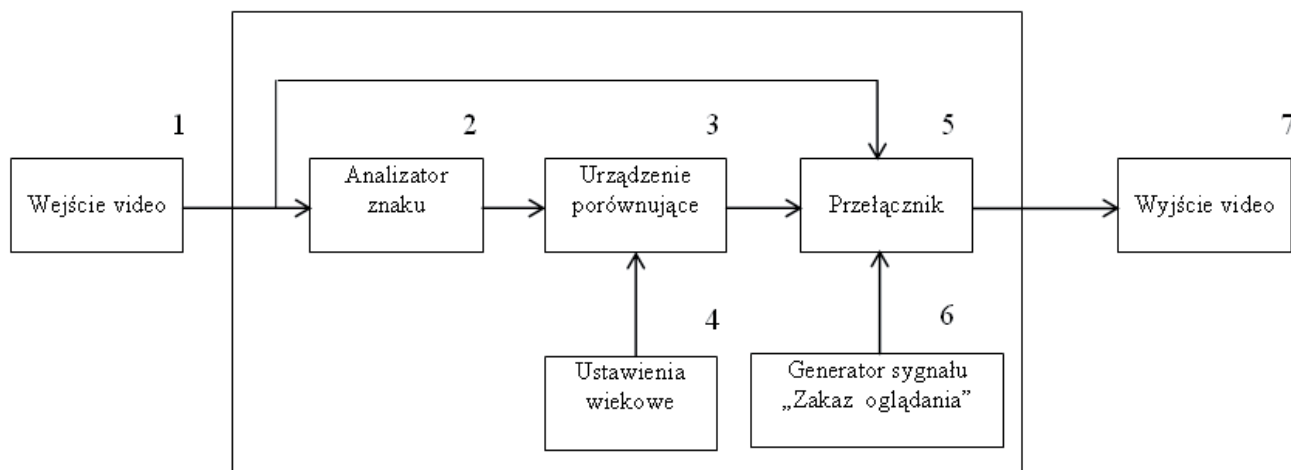 1
2
3
5
7
Wejście video
Analizator
znaku
Urządzenie
porównujące
Przełącznik
Wyjście video
4
6
Ustawienia
wiekowe
Generator sygnału
„Zakaz oglądania”